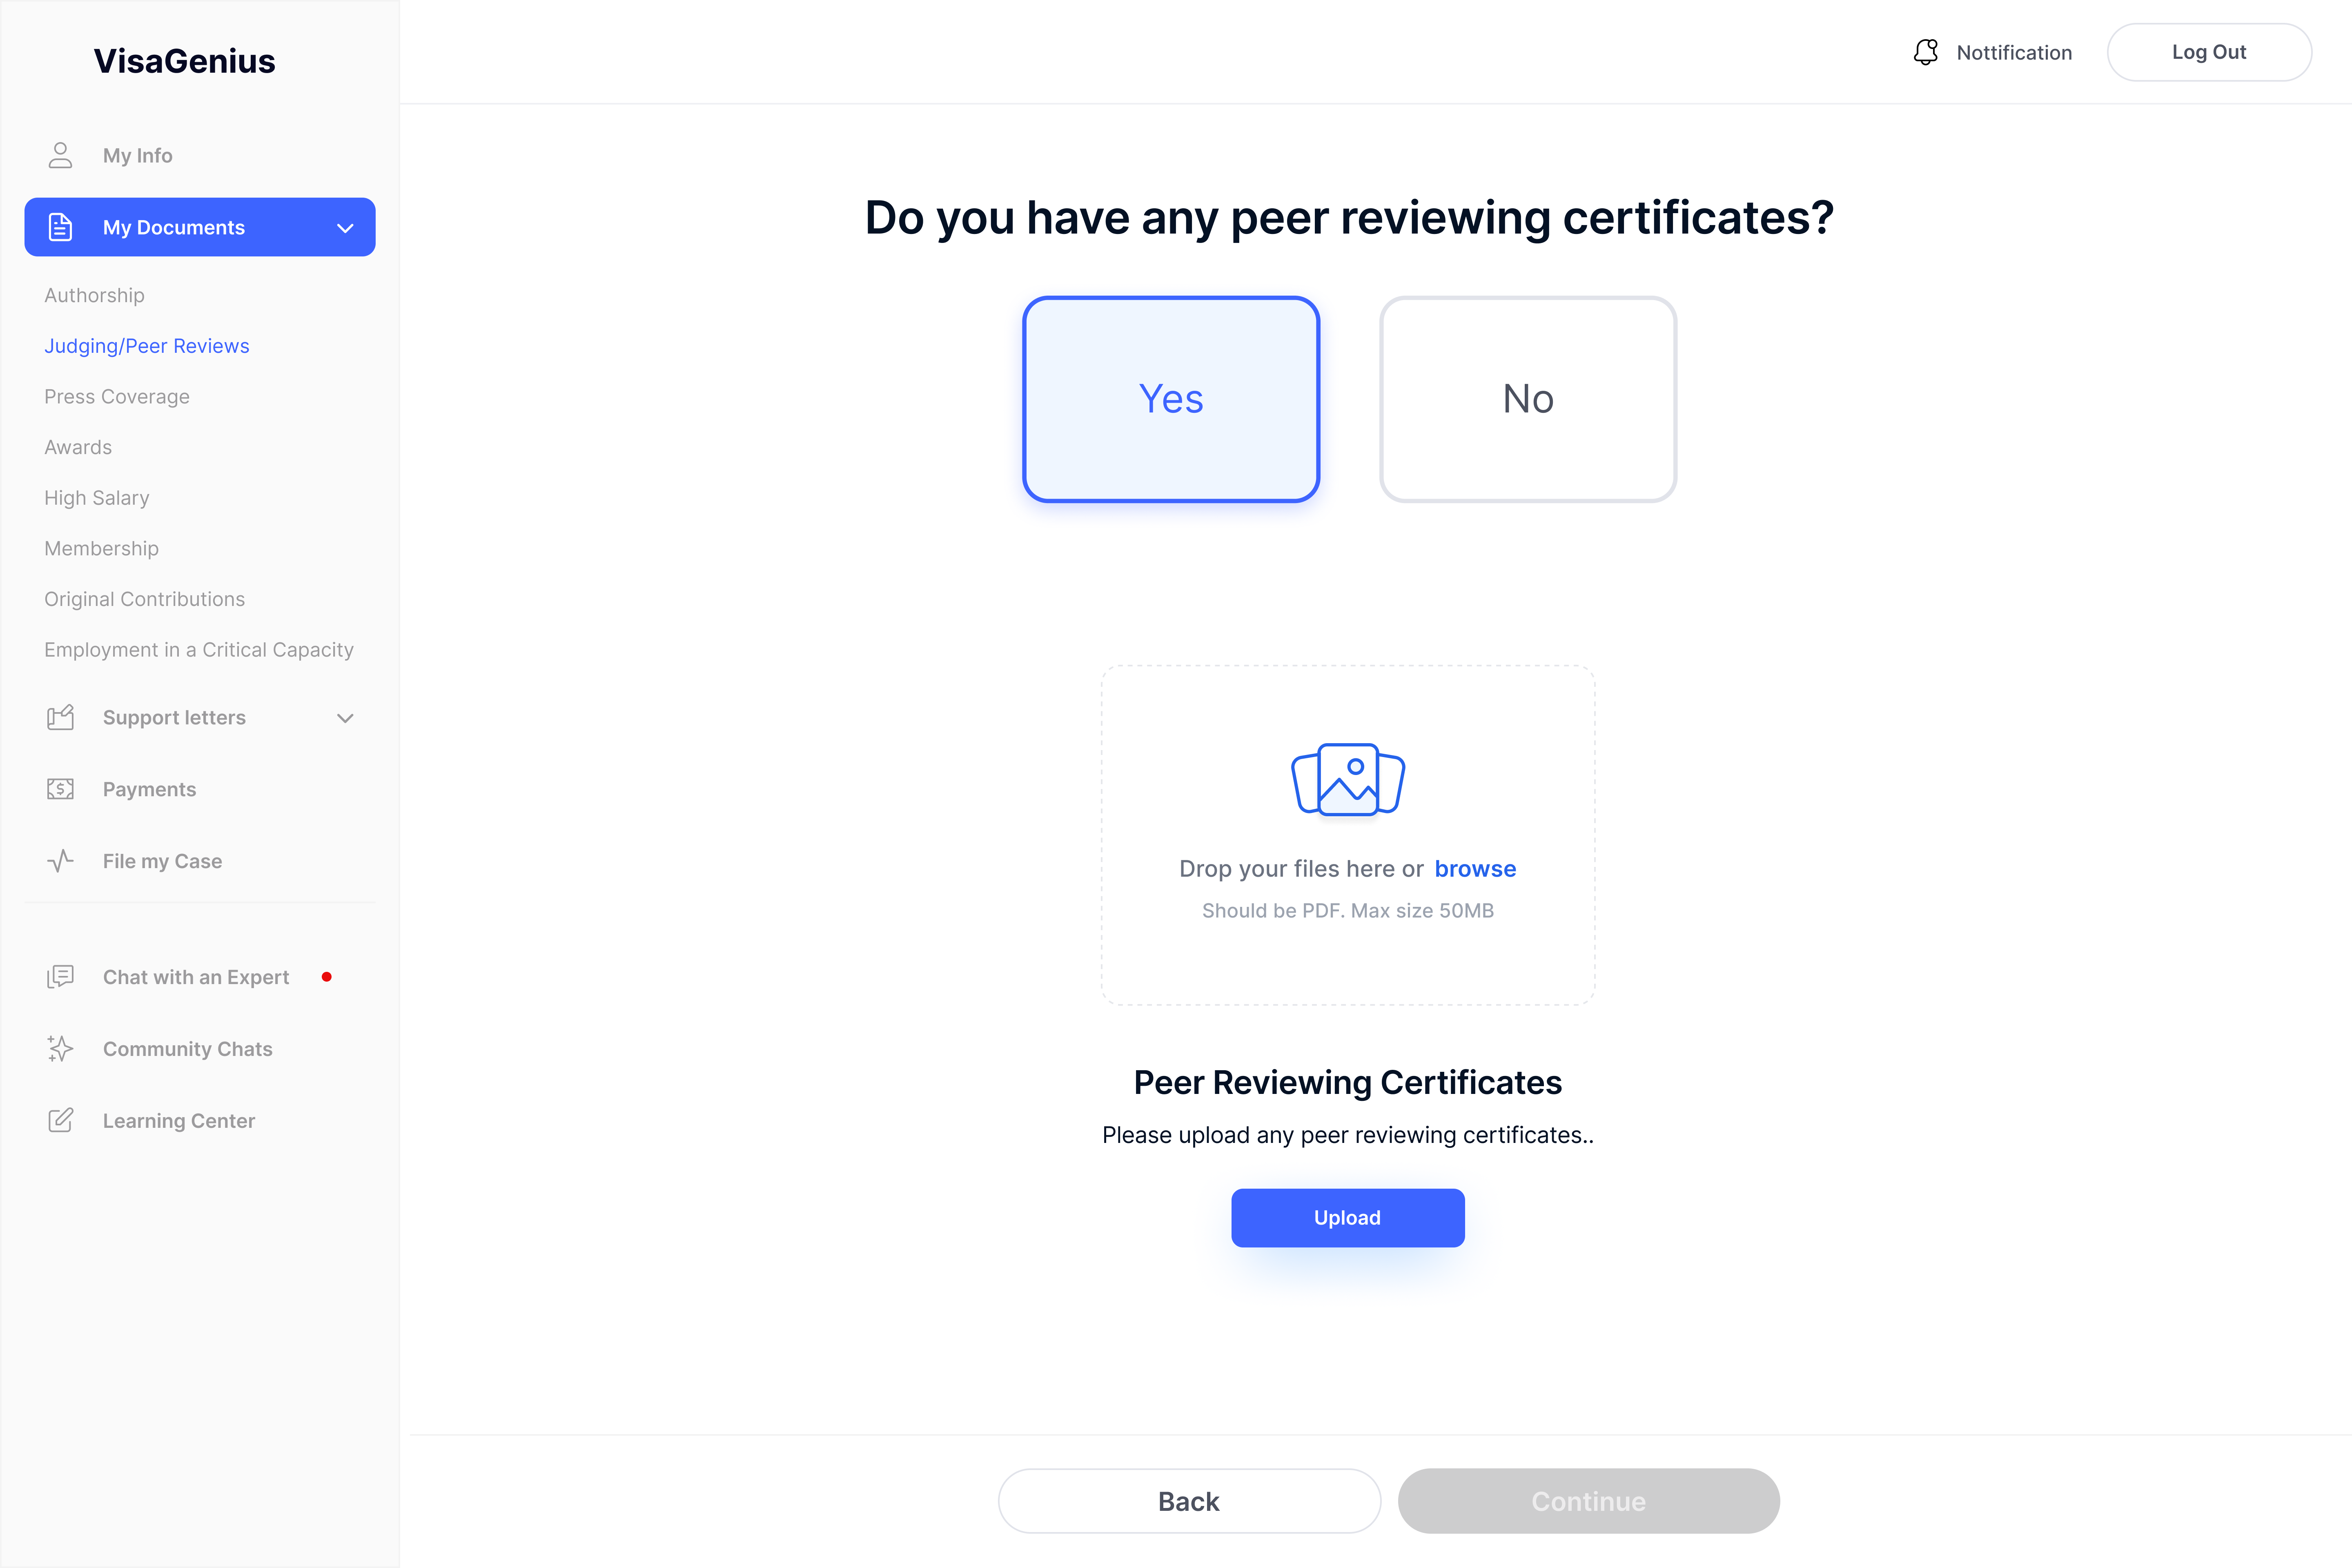 VisaGenius
Nottification
Log Out
My Info
My Documents
Authorship
Judging/Peer Reviews
Press Coverage
Awards
High Salary
Membership
Original Contributions
Employment in a Critical Capacity
Support letters
Payments
File my Case
Chat with an Expert
Community Chats
Learning Center
Do you have any peer reviewing certificates?
Yes
No
Drop your files here or browse
Should be PDF. Max size 50MB
Peer Reviewing Certificates
Please upload any peer reviewing certificates..
Upload
Back
Continue